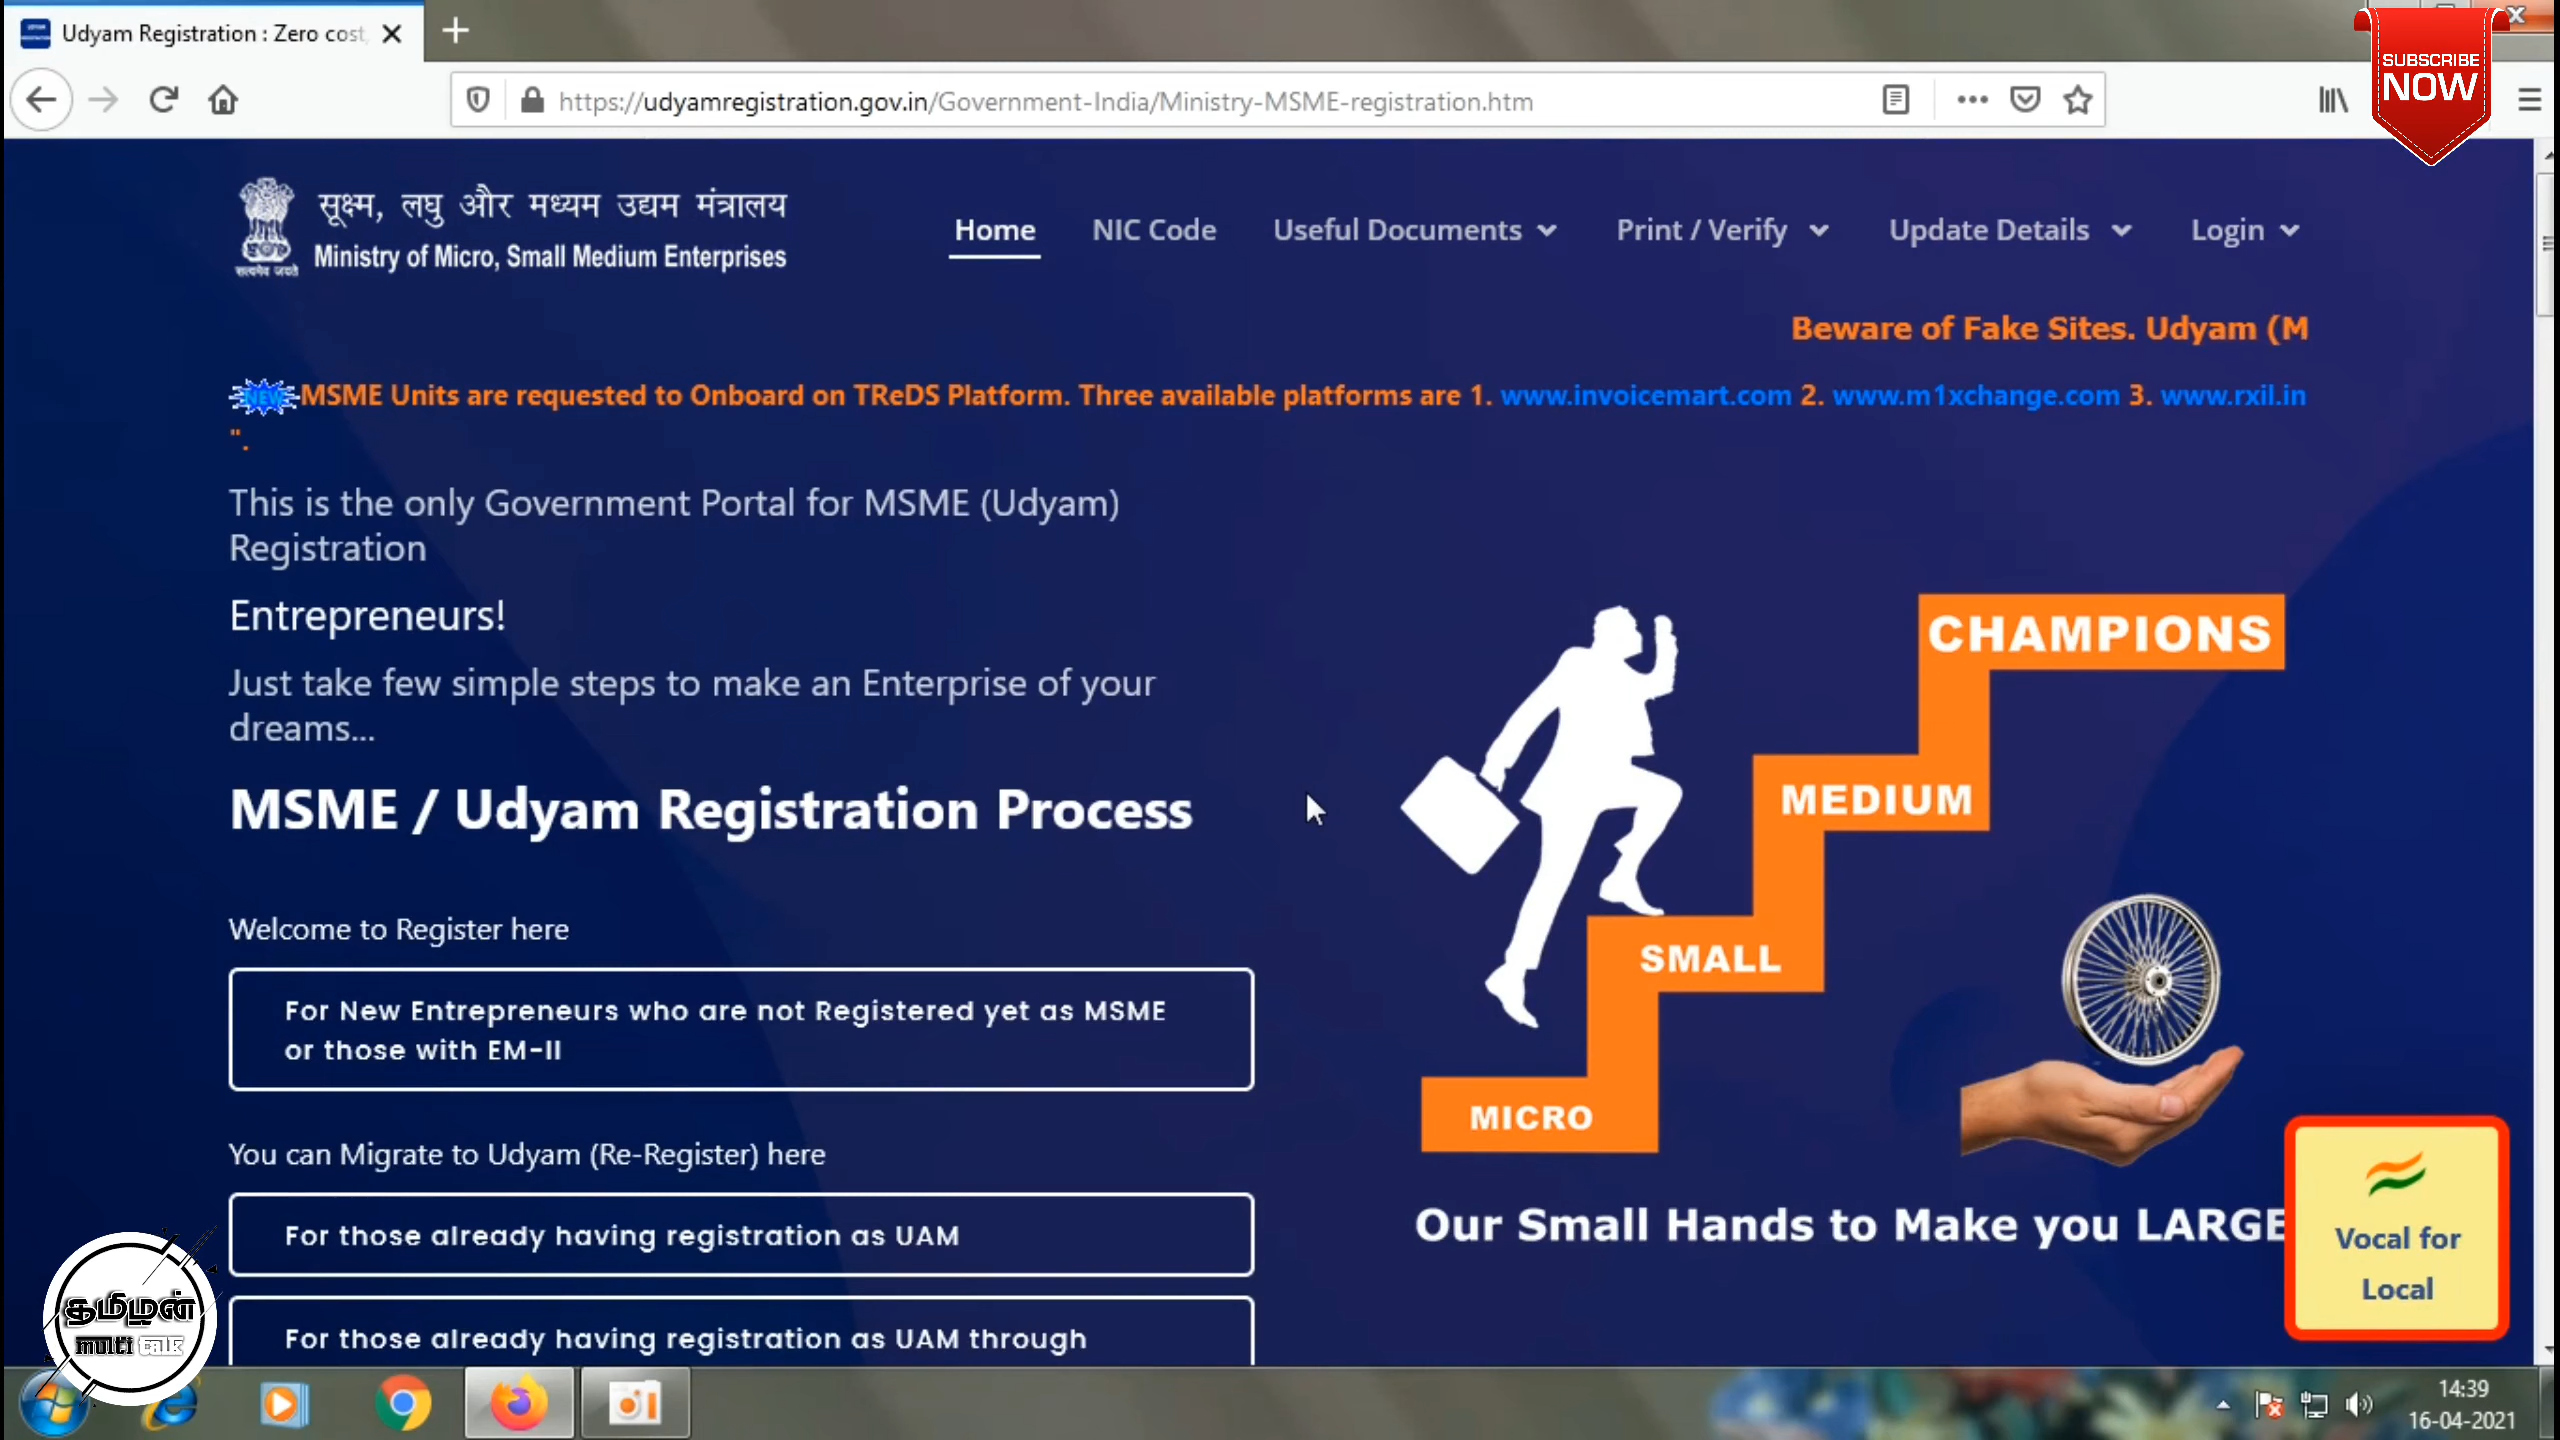 Udyam Registration : Zero cost,
SUBSCRIBE
NOW
https://udyamregistration.gov.in/Government-India/Ministry-MSME-registration.htm
सूक्ष्म, लघु और मध्यम उद्यम मंत्रालय
Ministry of Micro, Small Medium Enterprises
सत्यमेव जयते
Home NIC Code Useful Documents Print / Verify Update Details Login
Beware of Fake Sites. Udyam (M
NEW MSME Units are requested to Onboard on TReDS Platform. Three available platforms are 1. www.invoicemart.com 2. www.m1xchange.com 3. www.rxil.in
".
This is the only Government Portal for MSME (Udyam)
Registration
Entrepreneurs!
Just take few simple steps to make an Enterprise of your
dreams...
MSME / Udyam Registration Process
Welcome to Register here
For New Entrepreneurs who are not Registered yet as MSME
or those with EM-II
You can Migrate to Udyam (Re-Register) here
For those already having registration as UAM
For those already having registration as UAM through
CHAMPIONS
MEDIUM
SMALL
MICRO
Our Small Hands to Make you LARGE
Vocal for
Local
தமிழன்
multi talk
14:39
16-04-2021